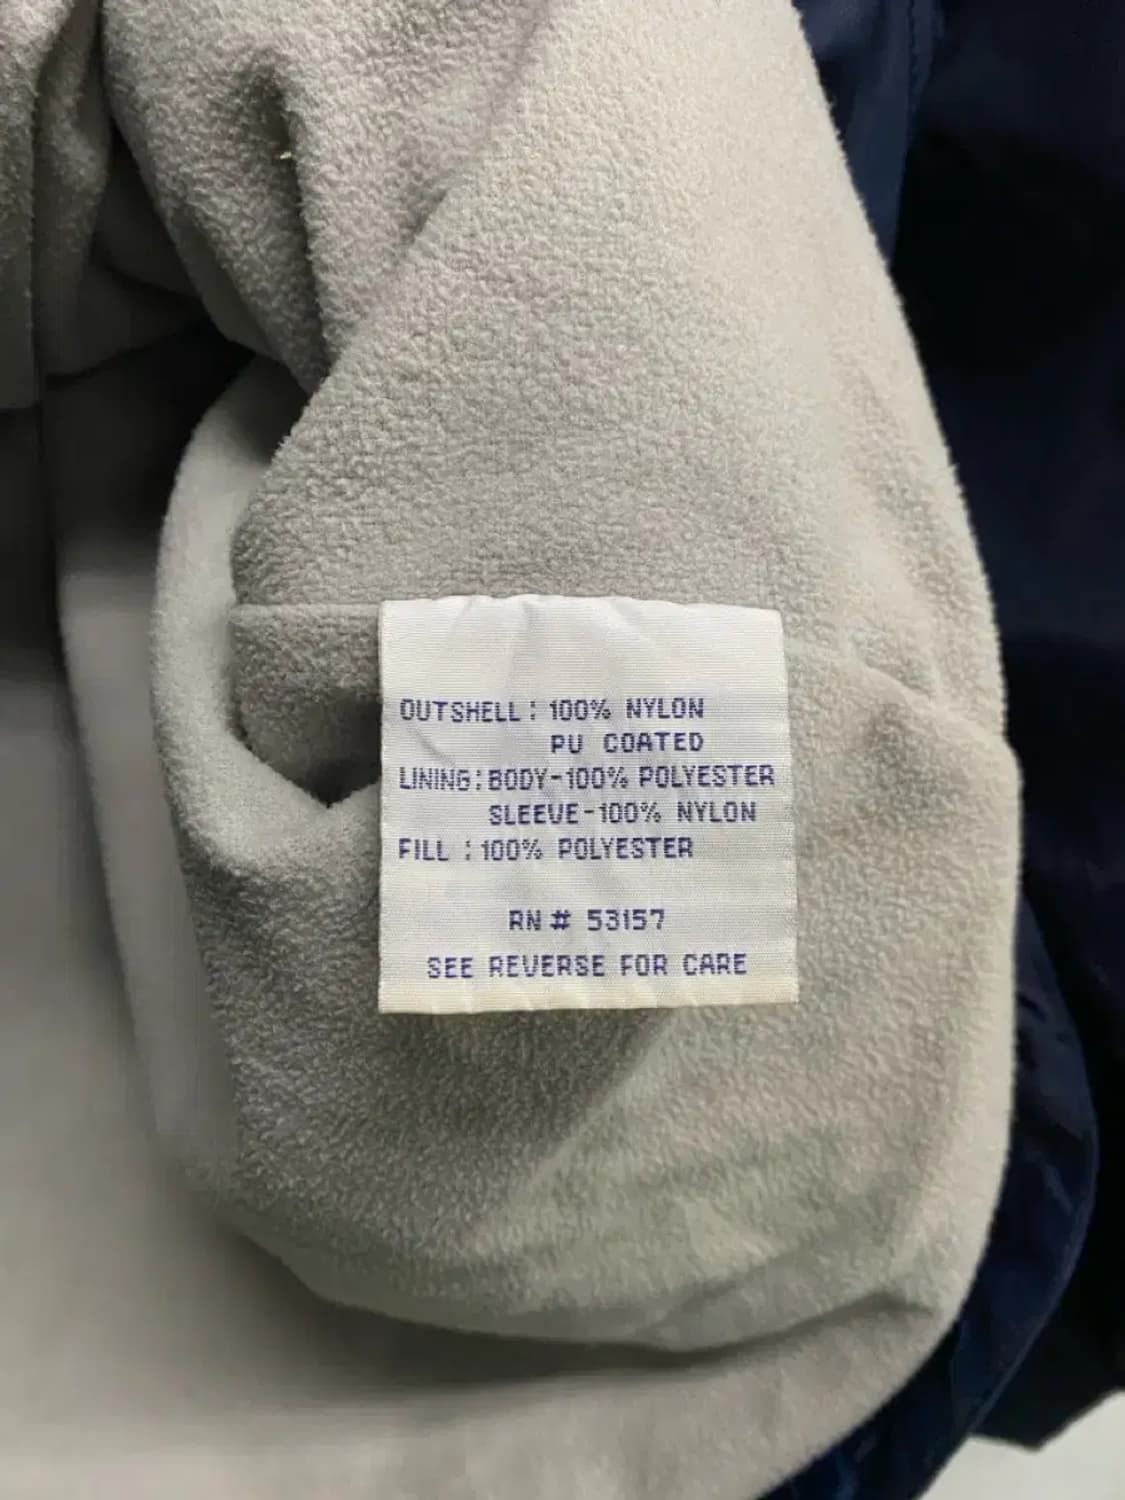 OUTSHELL: 100% NYLON
PU COATED
LINING: BODY-100% POLYESTER
SLEEVE-100% NYLON
FILL : 100% POLYESTER
RN # 53157
SEE REVERSE FOR CARE